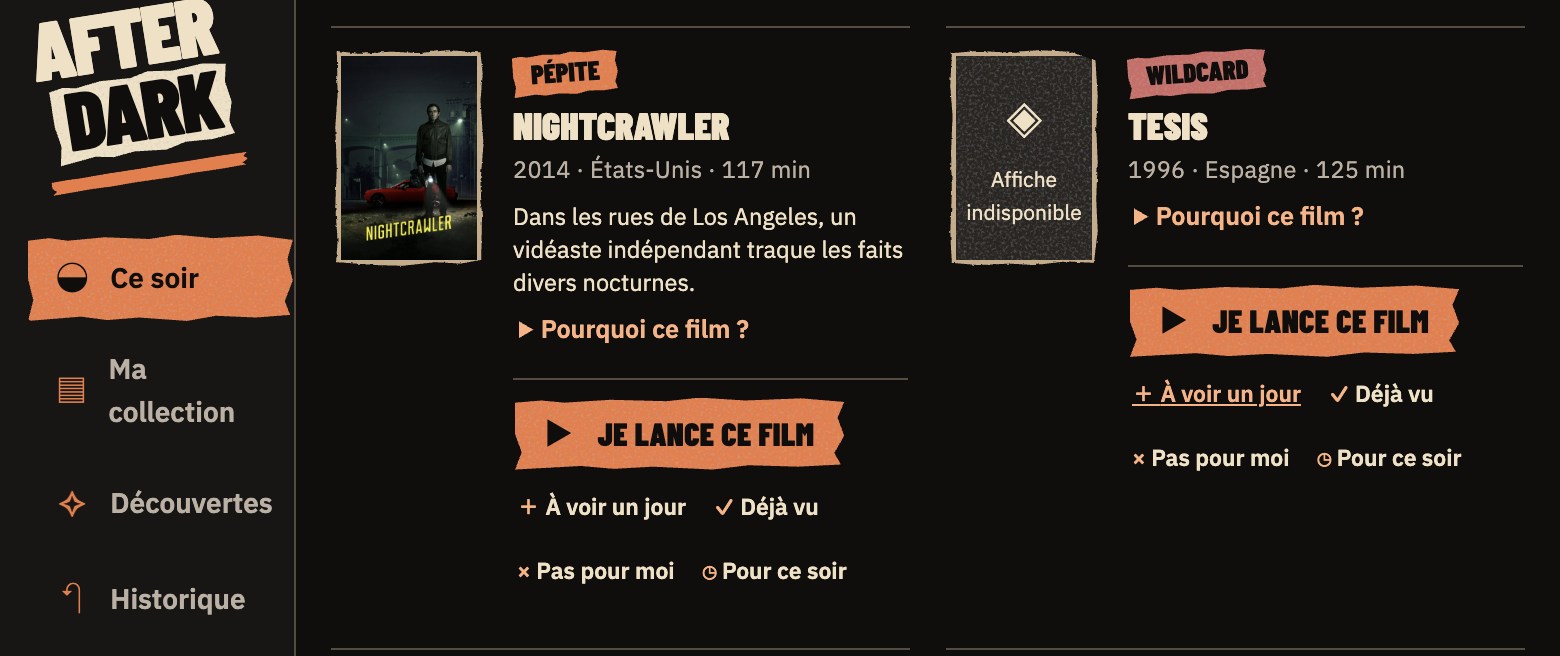 AFTER
DARK
Ce soir
Ma
collection
Découvertes
Historique
PÉPITE
NIGHTCRAWLER
2014 · États-Unis · 117 min
Dans les rues de Los Angeles, un
vidéaste indépendant traque les faits
divers nocturnes.
Pourquoi ce film ?
JE LANCE CE FILM
+ À voir un jour ✓ Déjà vu
× Pas pour moi Pour ce soir
NIGHTCRAWLER
Affiche
indisponible
WILDCARD
TESIS
1996 · Espagne · 125 min
Pourquoi ce film ?
JE LANCE CE FILM
+ À voir un jour ✓ Déjà vu
× Pas pour moi Pour ce soir